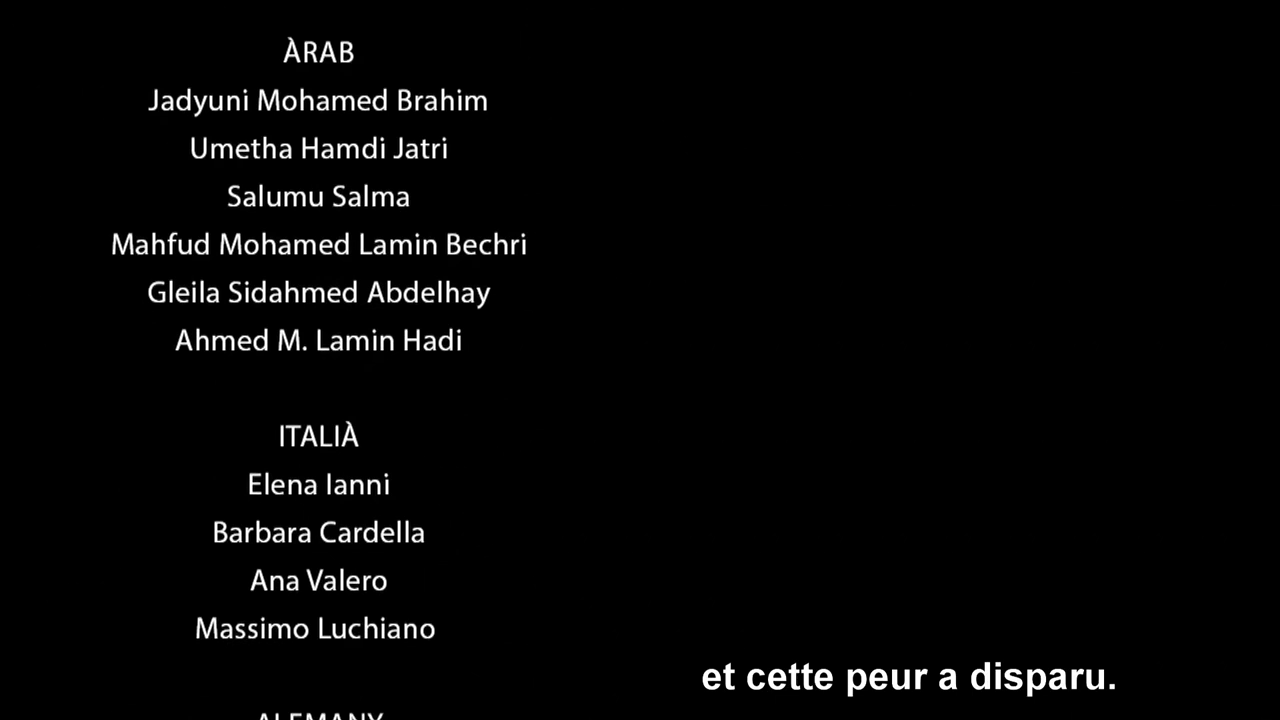 ÀRAB
Jadyuni Mohamed Brahim
Umetha Hamdi Jatri
Salumu Salma
Mahfud Mohamed Lamin Bechri
Gleila Sidahmed Abdelhay
Ahmed M. Lamin Hadi
ITALIÀ
Elena Ianni
Barbara Cardella
Ana Valero
Massimo Luchiano
et cette peur a disparu.
ALEMANY